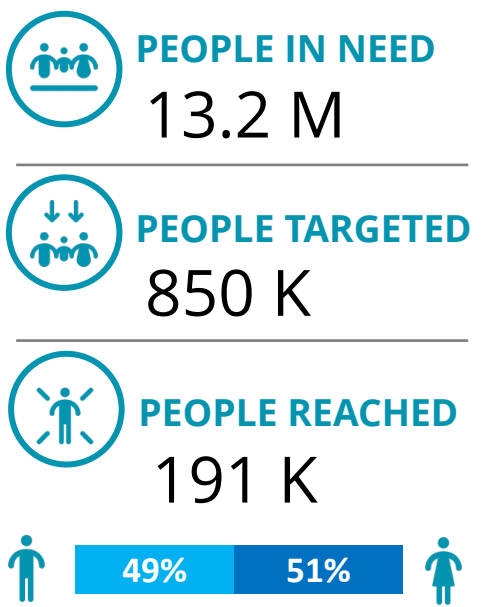 PEOPLE IN NEED
13.2 M
PEOPLE TARGETED
850 K
PEOPLE REACHED
191 K
49% 51%